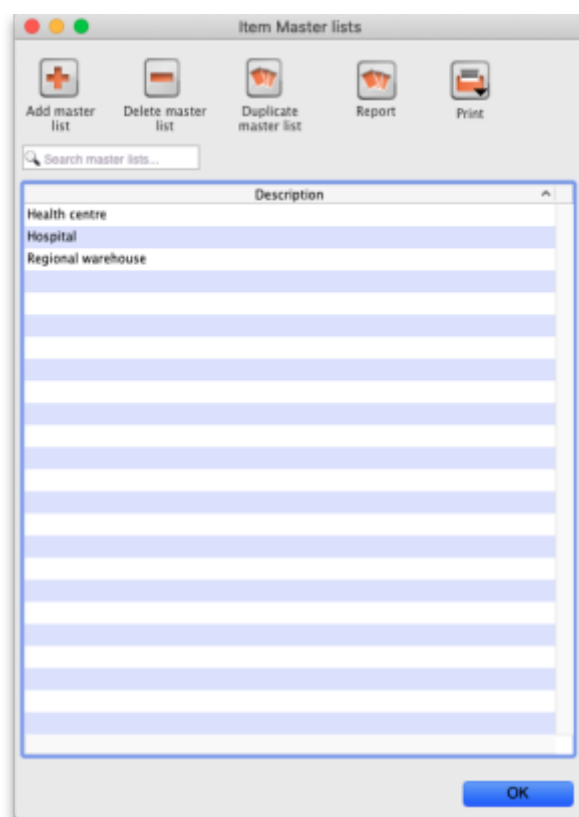 Item Master lists
Add master list
Delete master list
Duplicate master list
Report
Print
Search master lists...
Description
Health centre
Hospital
Regional warehouse
OK